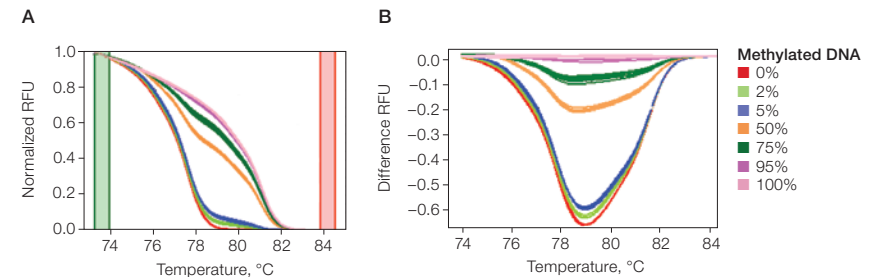 A
Normalized RFU
1.0
0.8
0.6
0.4
0.2
0.0
74 76 78 80 82 84
Temperature, °C
B
Difference RFU
0.0
–0.1
–0.2
–0.3
–0.4
–0.5
–0.6
74 76 78 80 82 84
Temperature, °C
Methylated DNA
0%
2%
5%
50%
75%
95%
100%